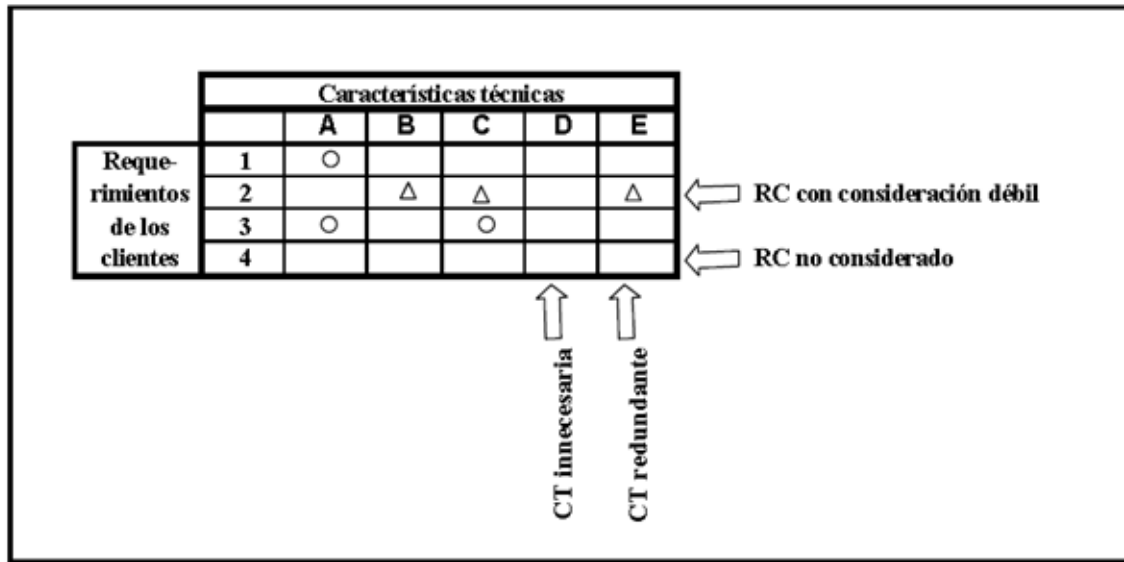 Características técnicas
A B C D E
Reque-
rimientos
de los
clientes
1 ○
2 △ △ △
3 ○ ○
4
RC con consideración débil
RC no considerado
CT innecesaria
CT redundante